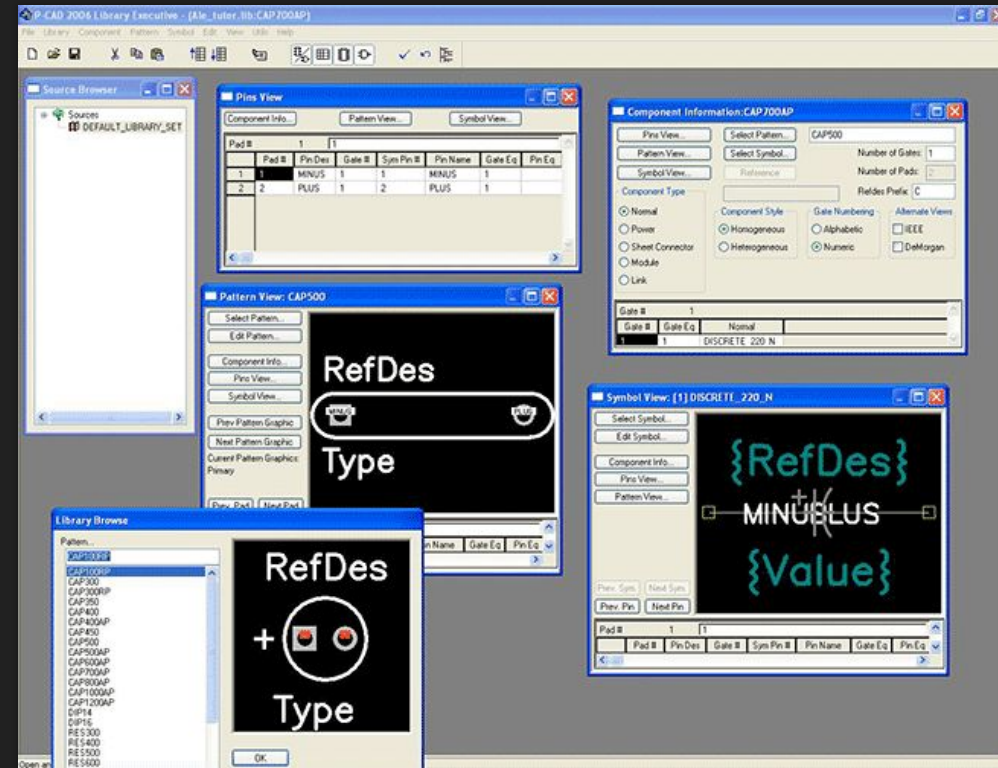 P-CAD 2006 Library Executive - (Ale_tutor.lib:CAP700AP)
File Library Component Pattern Symbol Edit View Utils Help
Source Browser
Sources
DEFAULT_LIBRARY_SET
Pins View
Component Info... Pattern View... Symbol View...
Pad # 1 1
Pad # Pin Des Gate # Sym Pin # Pin Name Gate Eq Pin Eq
1 1 MINUS 1 1 MINUS 1
2 2 PLUS 1 2 PLUS 1
Component Information:CAP700AP
Pins View... Select Pattern... CAP500
Pattern View... Select Symbol... Number of Gates: 1
Symbol View... Reference Number of Pads: 2
Component Type Refdes Prefix: C
Normal Component Style Gate Numbering Alternate Views
Power Homogeneous Alphabetic IEEE
Sheet Connector Heterogeneous Numeric DeMorgan
Module
Link
Gate # 1
Gate # Gate Eq Normal
1 1 DISCRETE_220_N
Pattern View: CAP500
Select Pattern...
Edit Pattern...
Component Info...
Pins View...
Symbol View...
Prev Pattern Graphic
Next Pattern Graphic
Current Pattern Graphics:
Primary
Prev. Pad Next Pad
RefDes
MINUS PLUS
Type
Pin Name Gate Eq Pin Eq
Symbol View: [1] DISCRETE_220_N
Select Symbol...
Edit Symbol...
Component Info...
Pins View...
Pattern View...
Prev. Sym. Next Sym.
Prev. Pin Next Pin
{RefDes}
{Value}
Pad # 1 1
Pad # Pin Des Gate # Sym Pin # Pin Name Gate Eq Pin Eq
Library Browse
Pattern...
CAP100RP
CAP100RP
CAP300
CAP300RP
CAP350
CAP400
CAP400AP
CAP450
CAP500
CAP500AP
CAP600AP
CAP700AP
CAP800AP
CAP1000AP
CAP1200AP
DIP14
DIP16
RES300
RES400
RES500
RES600
RefDes
+
Type
OK
Open an